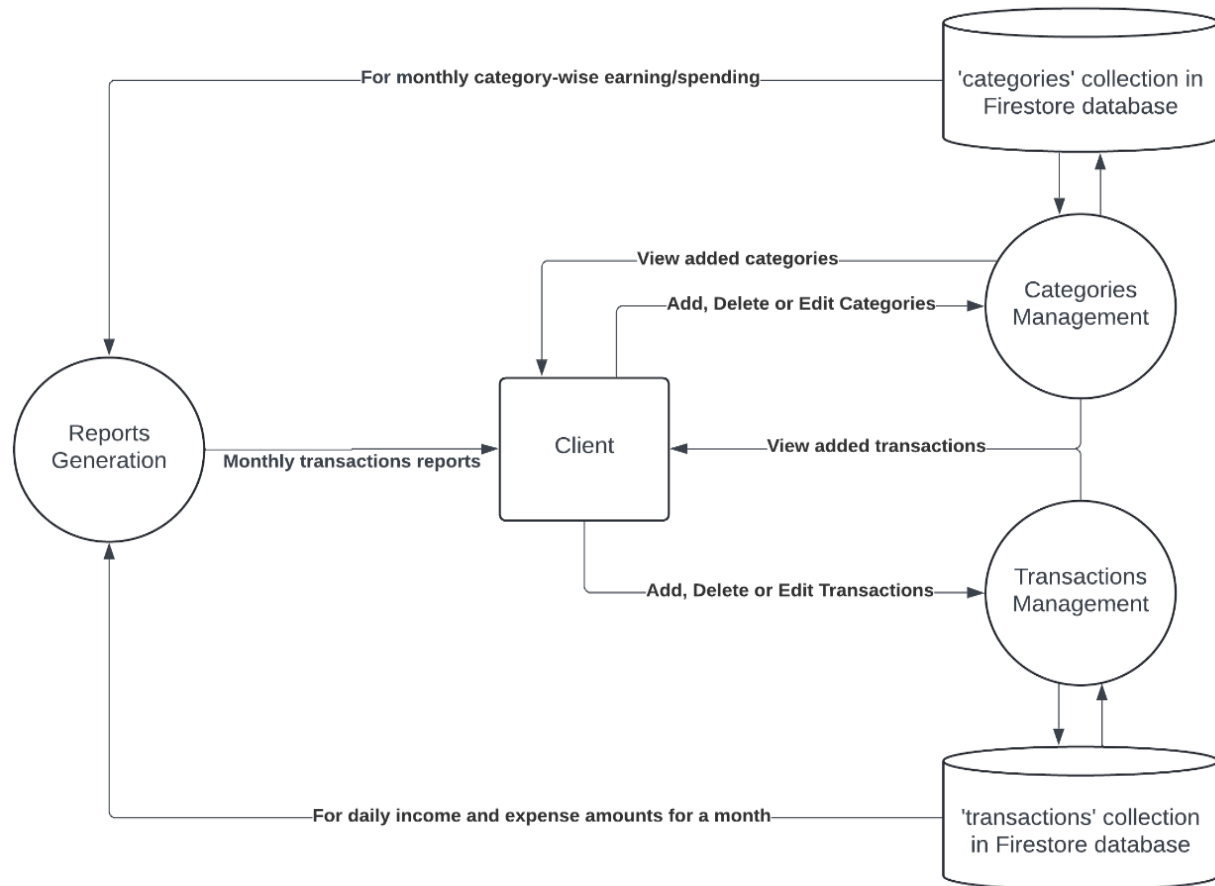 'categories' collection in
Firestore database
For monthly category-wise earning/spending
View added categories
Categories
Management
Add, Delete or Edit Categories
Reports
Generation
Client
View added transactions
Monthly transactions reports
Add, Delete or Edit Transactions
Transactions
Management
For daily income and expense amounts for a month
'transactions' collection
in Firestore database